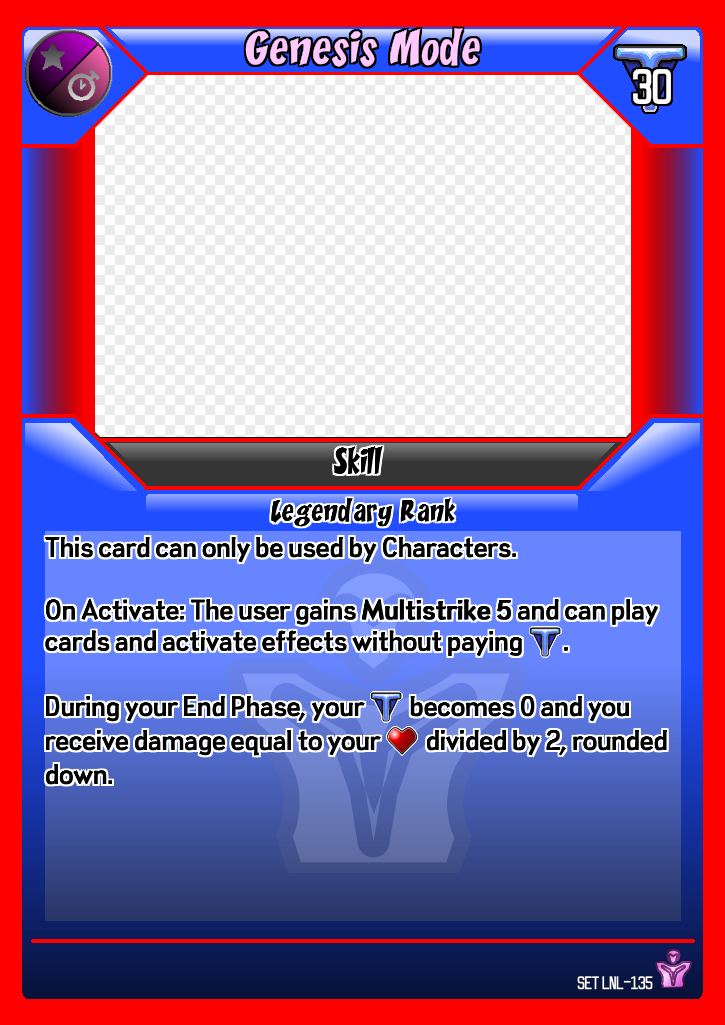 Genesis Mode
30
Skill
Legendary Rank
This card can only be used by Characters.
On Activate: The user gains Multistrike 5 and can play
cards and activate effects without paying .
During your End Phase, your becomes 0 and you
receive damage equal to your divided by 2, rounded
down.
SET LNL-135